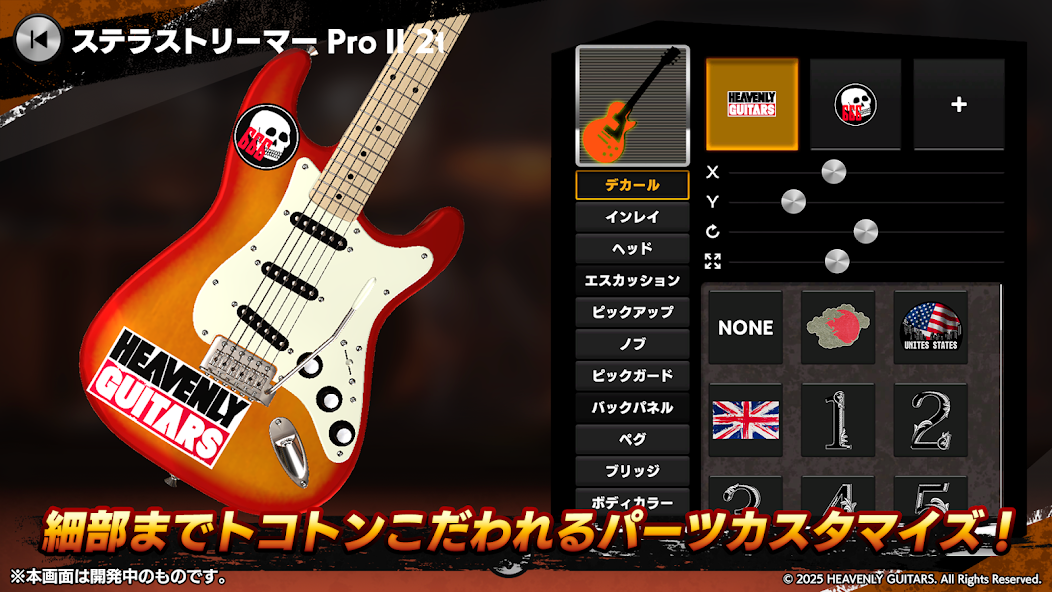 ステラストリーマー Pro II
666
HEAVENLY
GUITARS
HEAVENLY
GUITARS
デカール
インレイ
ヘッド
エスカッション
ピックアップ
ノブ
ピックガード
バックパネル
ペグ
ブリッジ
ボディカラー
X
Y
NONE
UNITES STATES
1
2
3
4
5
細部までトコトンこだわれるパーツカスタマイズ!
※本画面は開発中のものです。
© 2025 HEAVENLY GUITARS. All Rights Reserved.